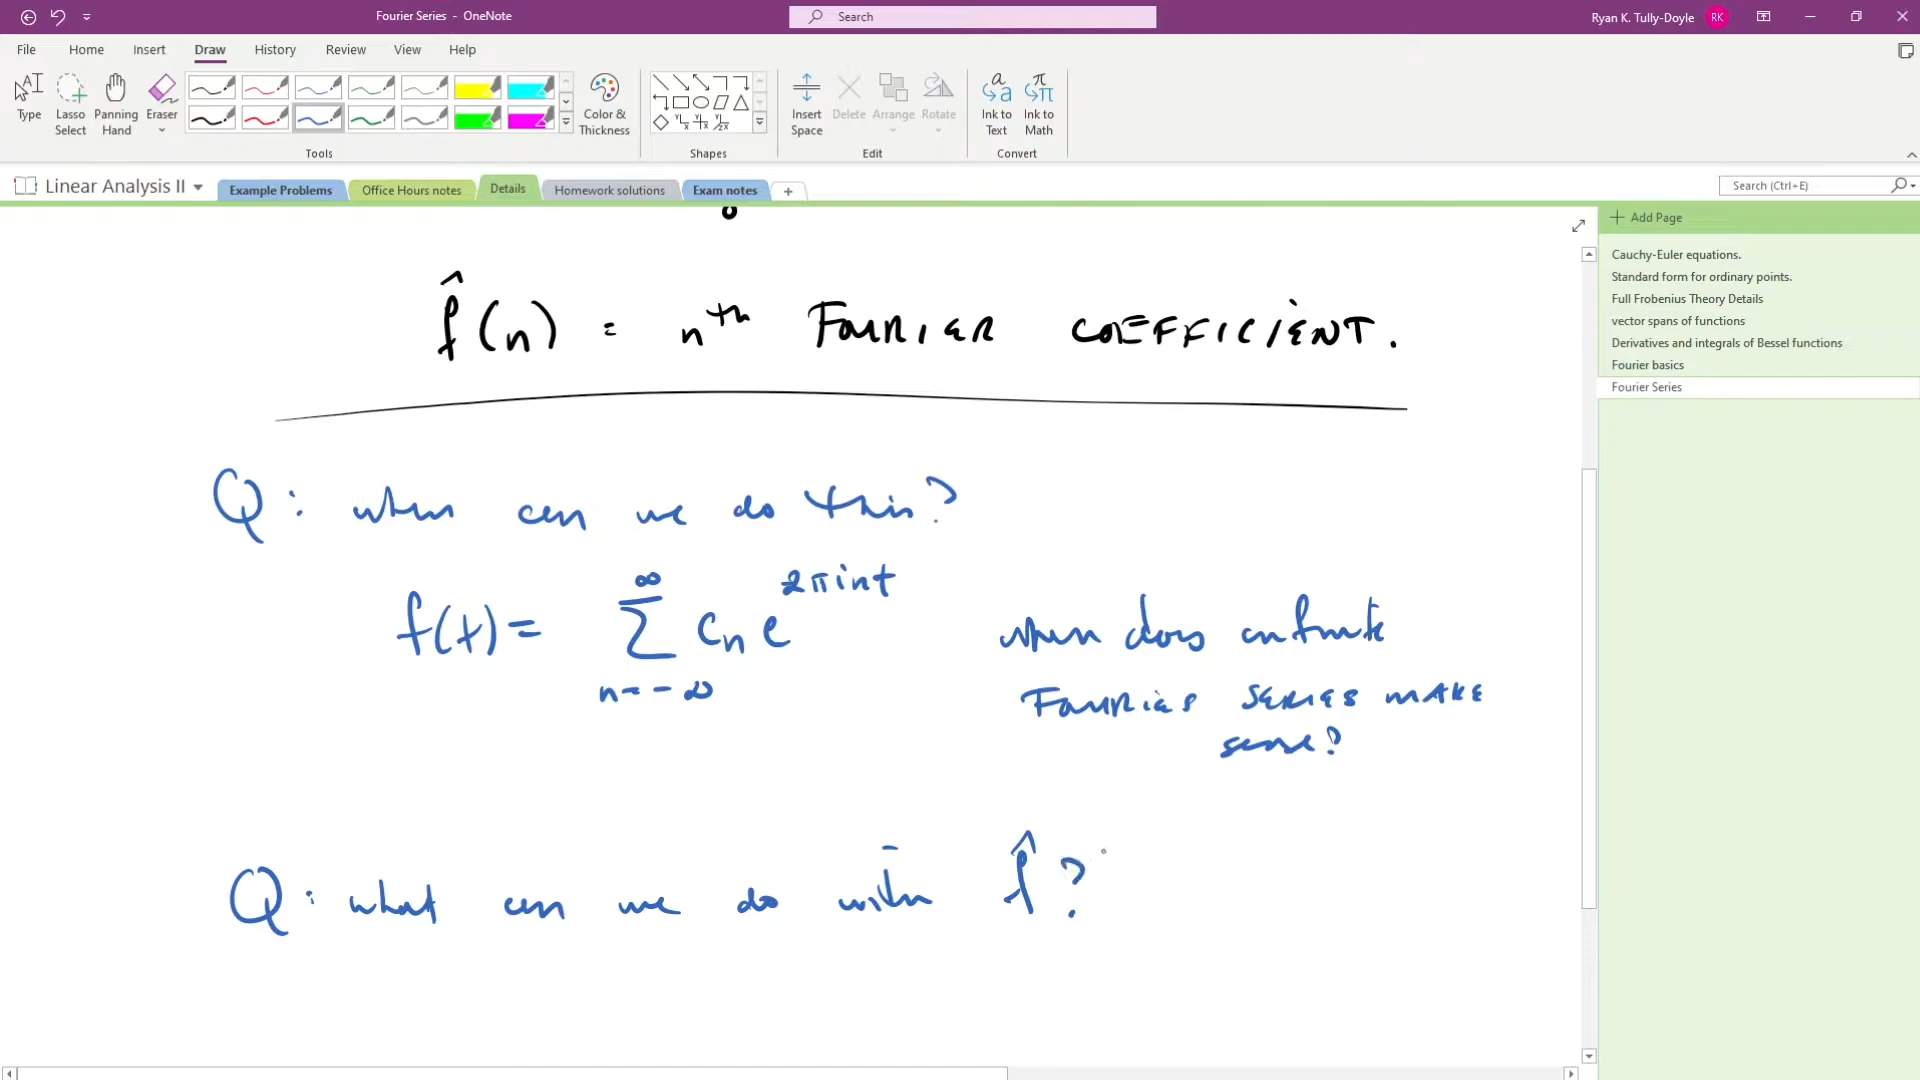 Fourier Series - OneNote
Search
Ryan K. Tully-Doyle
RK
File Home Insert Draw History Review View Help
Type
Lasso Select
Panning Hand
Eraser
Color & Thickness
Insert Space
Delete
Arrange
Rotate
Ink to Text
Ink to Math
Tools
Shapes
Edit
Convert
Linear Analysis II
Example Problems
Office Hours notes
Details
Homework solutions
Exam notes
Search (Ctrl+E)
Add Page
Cauchy-Euler equations.
Standard form for ordinary points.
Full Frobenius Theory Details
vector spans of functions
Derivatives and integrals of Bessel functions
Fourier basics
Fourier Series
f̂(n) = nth FOURIER COEFFICIENT.
Q: when can we do this?
f(t) = ∑_{n=-∞}^{∞} c_n e^{2πint}
when does infinite
FOURIER SERIES MAKE
sense?
Q: what can we do with f̂?